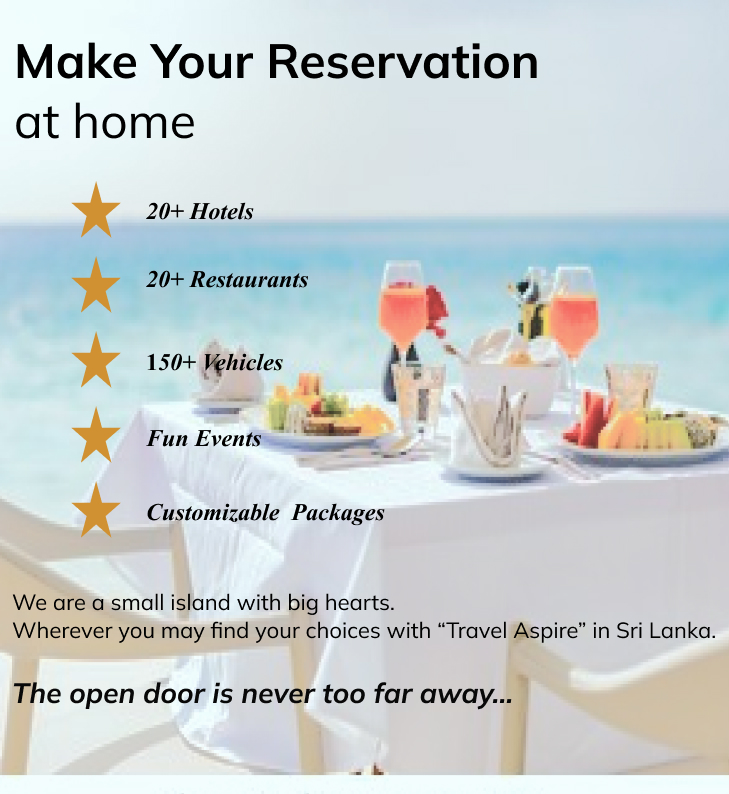 Make Your Reservation
at home
20+ Hotels
20+ Restaurants
150+ Vehicles
Fun Events
Customizable Packages
We are a small island with big hearts.
Wherever you may find your choices with “Travel Aspire” in Sri Lanka.
The open door is never too far away...